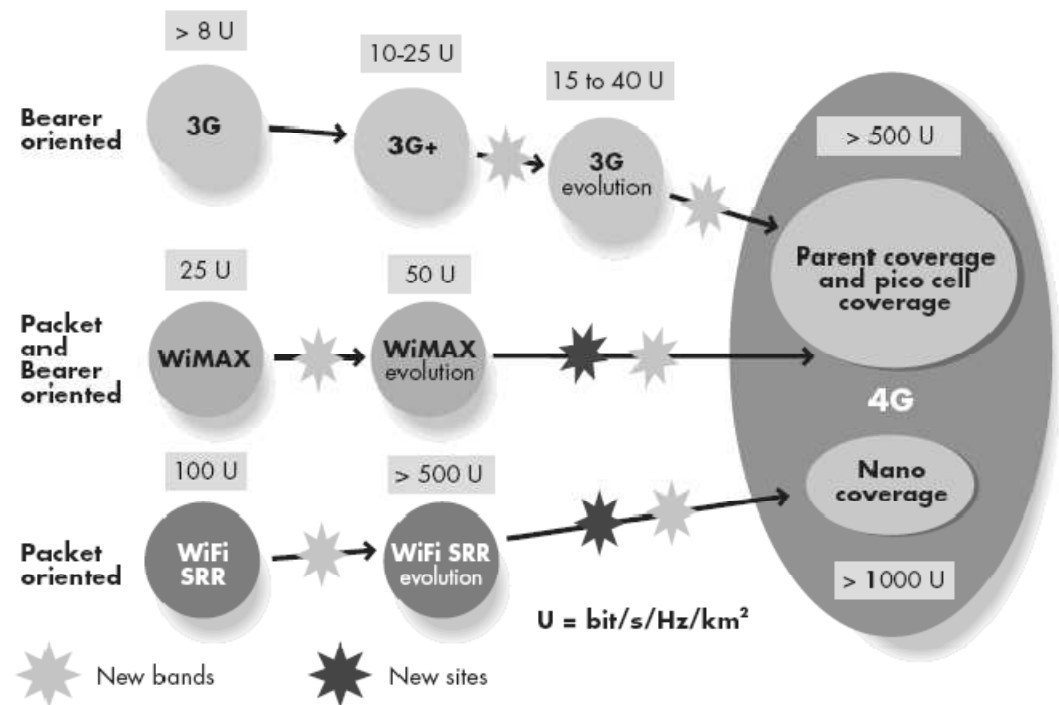 > 8 U
10-25 U
15 to 40 U
Bearer
oriented
3G
3G+
3G
evolution
> 500 U
Parent coverage
and pico cell
coverage
25 U
50 U
Packet
and
Bearer
oriented
WiMAX
WiMAX
evolution
4G
100 U
> 500 U
Nano
coverage
Packet
oriented
WiFi
SRR
WiFi SRR
evolution
> 1000 U
U = bit/s/Hz/km²
New bands
New sites